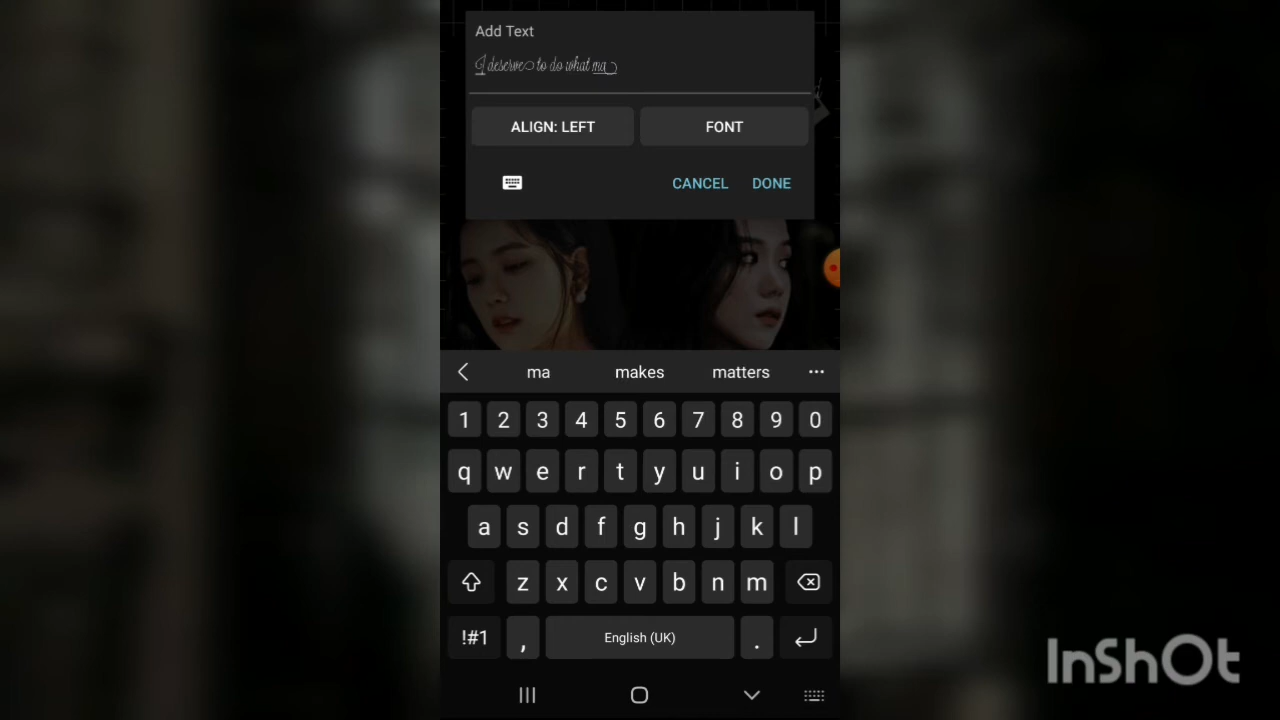 Add Text
I deserve to do what ma
ALIGN: LEFT
FONT
CANCEL
DONE
ma
makes
matters
1 2 3 4 5 6 7 8 9 0
q w e r t y u i o p
a s d f g h j k l
z x c v b n m
!#1 , English (UK) .
InShOt